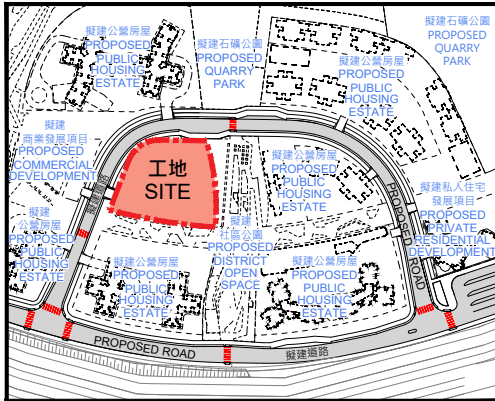 擬建公營房屋
PROPOSED
PUBLIC
HOUSING
ESTATE
擬建石礦公園
PROPOSED
QUARRY
PARK
擬建公營房屋
PROPOSED
PUBLIC
HOUSING
ESTATE
擬建石礦公園
PROPOSED
QUARRY
PARK
擬建
商業發展項目
PROPOSED
COMMERCIAL
DEVELOPMENT
擬建道路
工地
SITE
擬建公營房屋
PROPOSED
PUBLIC
HOUSING
ESTATE
PROPOSED ROAD
擬建私人住宅
發展項目
PROPOSED
PRIVATE
RESIDENTIAL
DEVELOPMENT
擬建
公營房屋
PROPOSED
PUBLIC
HOUSING
ESTATE
擬建公營房屋
PROPOSED
PUBLIC
HOUSING
ESTATE
擬建
社區公園
PROPOSED
DISTRICT
OPEN
SPACE
擬建公營房屋
PROPOSED
PUBLIC
HOUSING
ESTATE
PROPOSED ROAD
擬建道路